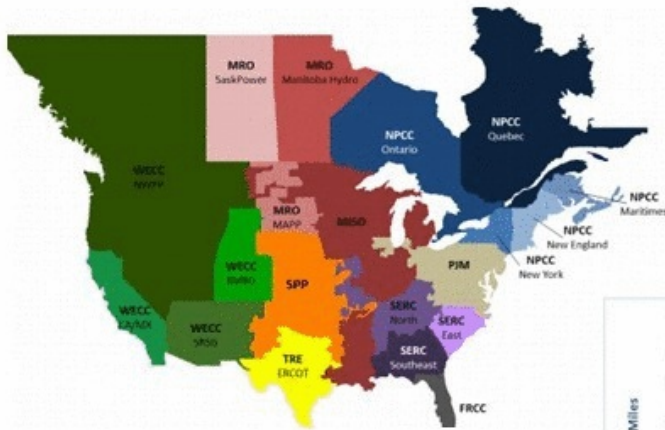 MRO
SaskPower
MRO
Manitoba Hydro
NPCC
Quebec
NPCC
Ontario
WECC
NWPP
NPCC
Maritimes
MRO
MAPP
MISO
NPCC
New England
NPCC
New York
WECC
RMRG
SPP
PJM
WECC
CA/MX
WECC
SRSG
SERC
North
SERC
East
TRE
ERCOT
SERC
Southeast
FRCC
Miles